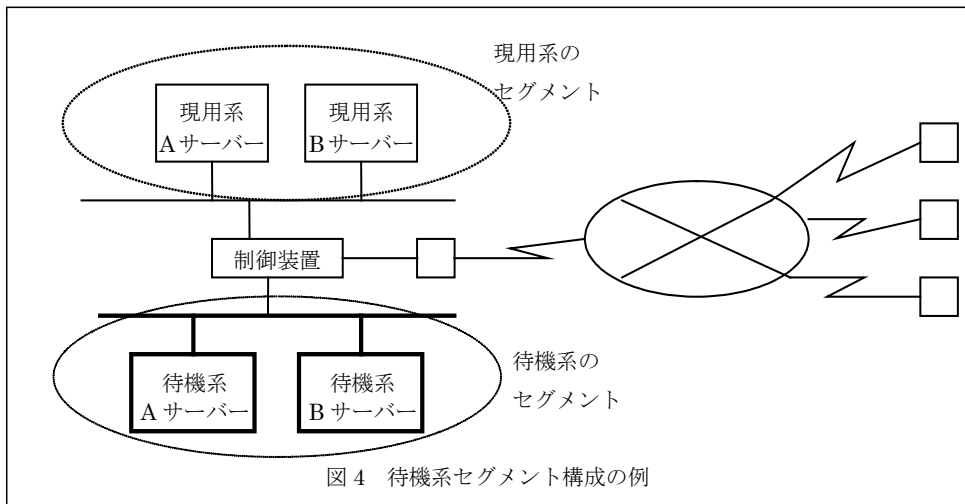 現用系の
セグメント
現用系
Aサーバー
現用系
Bサーバー
制御装置
待機系の
セグメント
待機系
Aサーバー
待機系
Bサーバー
図4 待機系セグメント構成の例